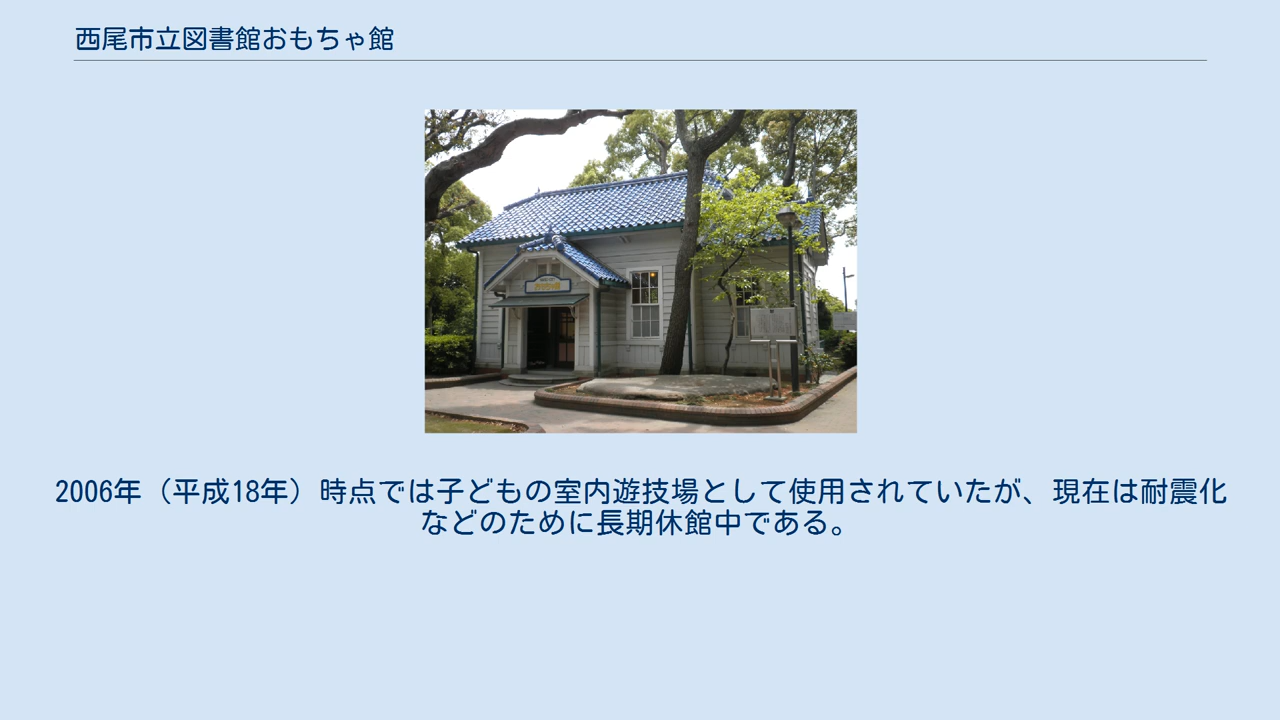 西尾市立図書館おもちゃ館
2006年（平成18年）時点では子どもの室内遊技場として使用されていたが、現在は耐震化
などのために長期休館中である。